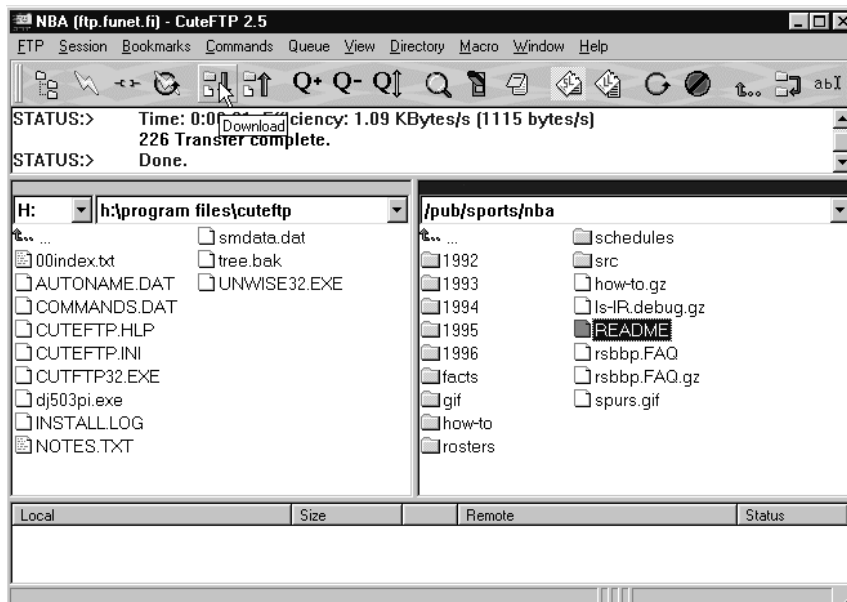 NBA (ftp.funet.fi) - CuteFTP 2.5
FTP Session Bookmarks Commands Queue View Directory Macro Window Help
Q+ Q- Q abI
STATUS:> Time: 0:00 Efficiency: 1.09 KBytes/s (1115 bytes/s)
Download
226 Transfer complete.
STATUS:> Done.
H: h:\program files\cuteftp
... smdata.dat
00index.txt tree.bak
AUTONAME.DAT UNWISE32.EXE
COMMANDS.DAT
CUTEFTP.HLP
CUTEFTP.INI
CUTFTP32.EXE
dj503pi.exe
INSTALL.LOG
NOTES.TXT
/pub/sports/nba
... schedules
1992 src
1993 how-to.gz
1994 ls-lR.debug.gz
1995 README
1996 rsbbp.FAQ
facts rsbbp.FAQ.gz
gif spurs.gif
how-to
rosters
Local Size Remote Status